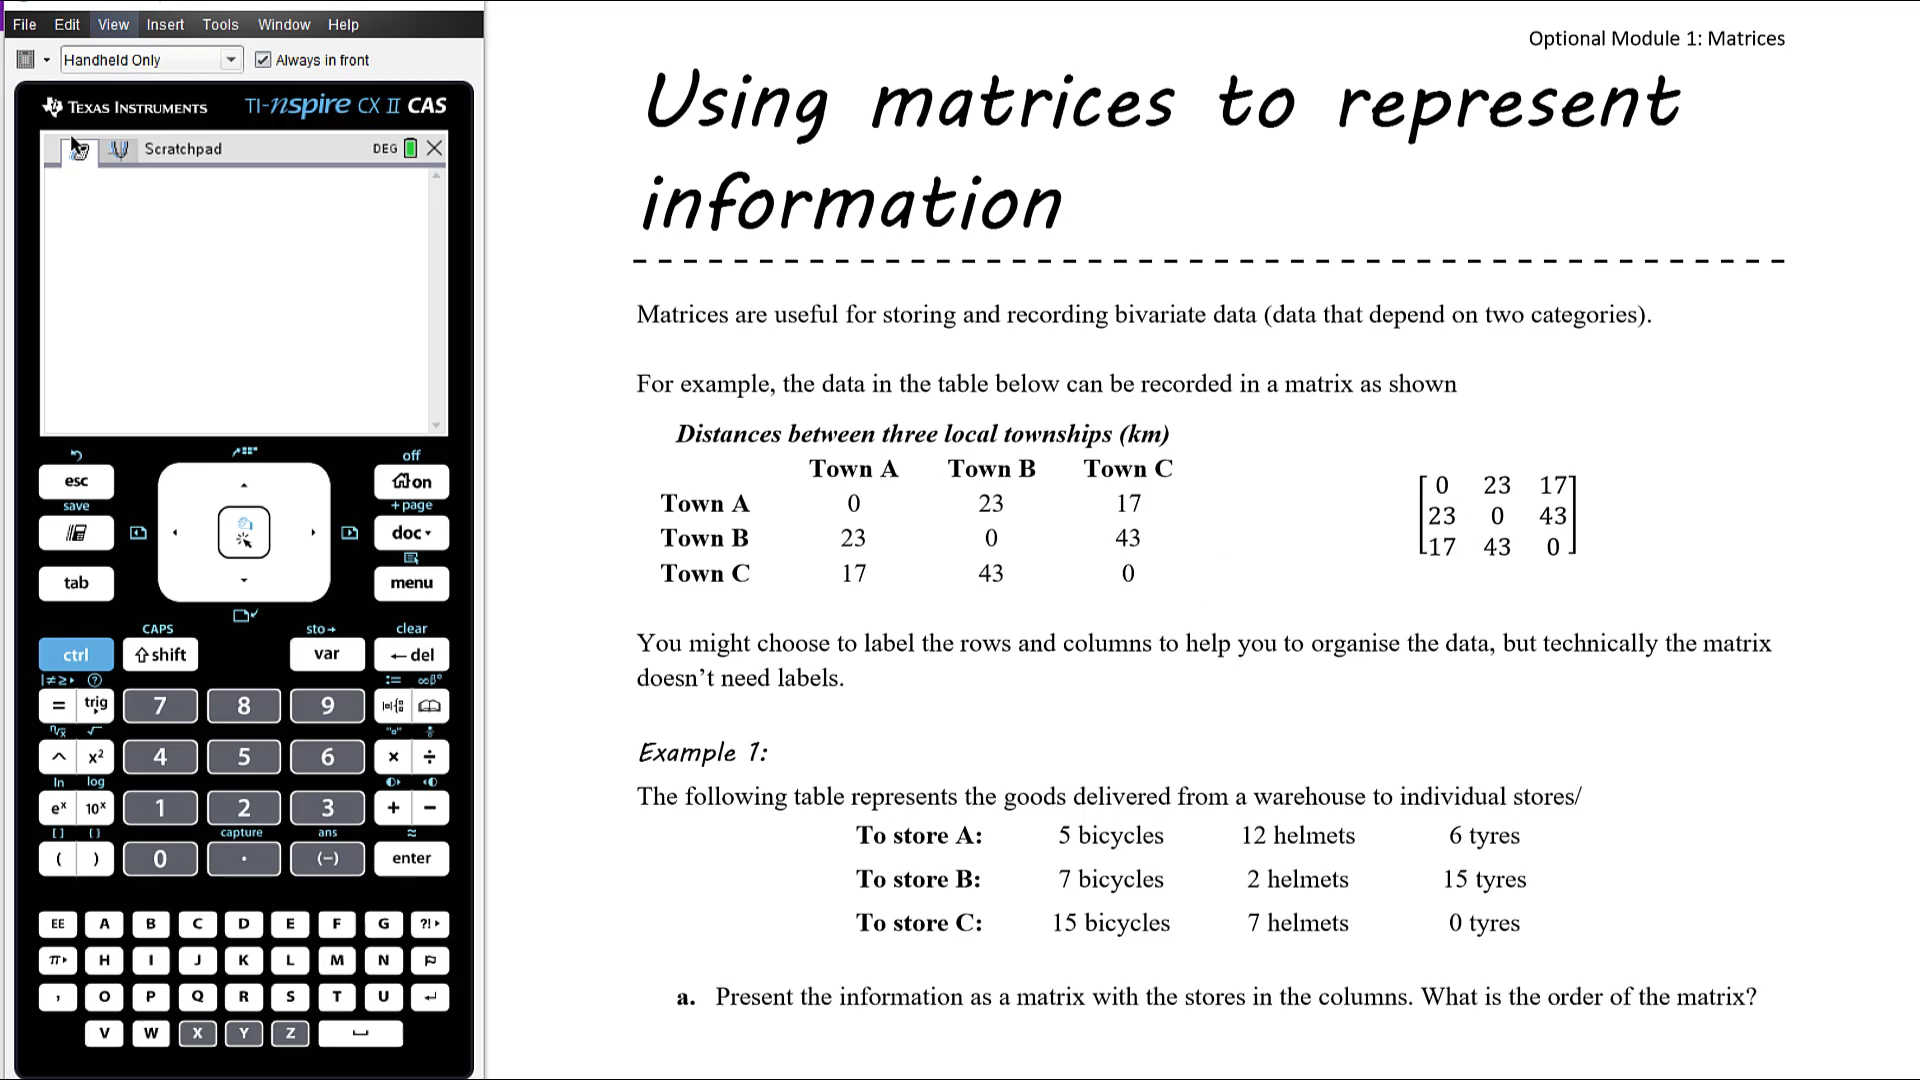 File Edit View Insert Tools Window Help
Handheld Only Always in front
TEXAS INSTRUMENTS TI-nspire CX II CAS
Scratchpad DEG
off
esc on
save +page
doc
tab menu
CAPS sto→ clear
ctrl shift var ←del
= trig 7 8 9
^ x² 4 5 6 × ÷
ln log
eˣ 10ˣ 1 2 3 + −
[ ] { } capture ans ≈
( ) 0 . (−) enter
EE A B C D E F G ?!▸
π▸ H I J K L M N
, O P Q R S T U ↵
V W X Y Z
Optional Module 1: Matrices
Using matrices to represent
information
Matrices are useful for storing and recording bivariate data (data that depend on two categories).
For example, the data in the table below can be recorded in a matrix as shown
Distances between three local townships (km)
Town A Town B Town C
Town A 0 23 17
Town B 23 0 43
Town C 17 43 0
0 23 17
23 0 43
17 43 0
You might choose to label the rows and columns to help you to organise the data, but technically the matrix
doesn't need labels.
Example 1:
The following table represents the goods delivered from a warehouse to individual stores/
To store A: 5 bicycles 12 helmets 6 tyres
To store B: 7 bicycles 2 helmets 15 tyres
To store C: 15 bicycles 7 helmets 0 tyres
a. Present the information as a matrix with the stores in the columns. What is the order of the matrix?